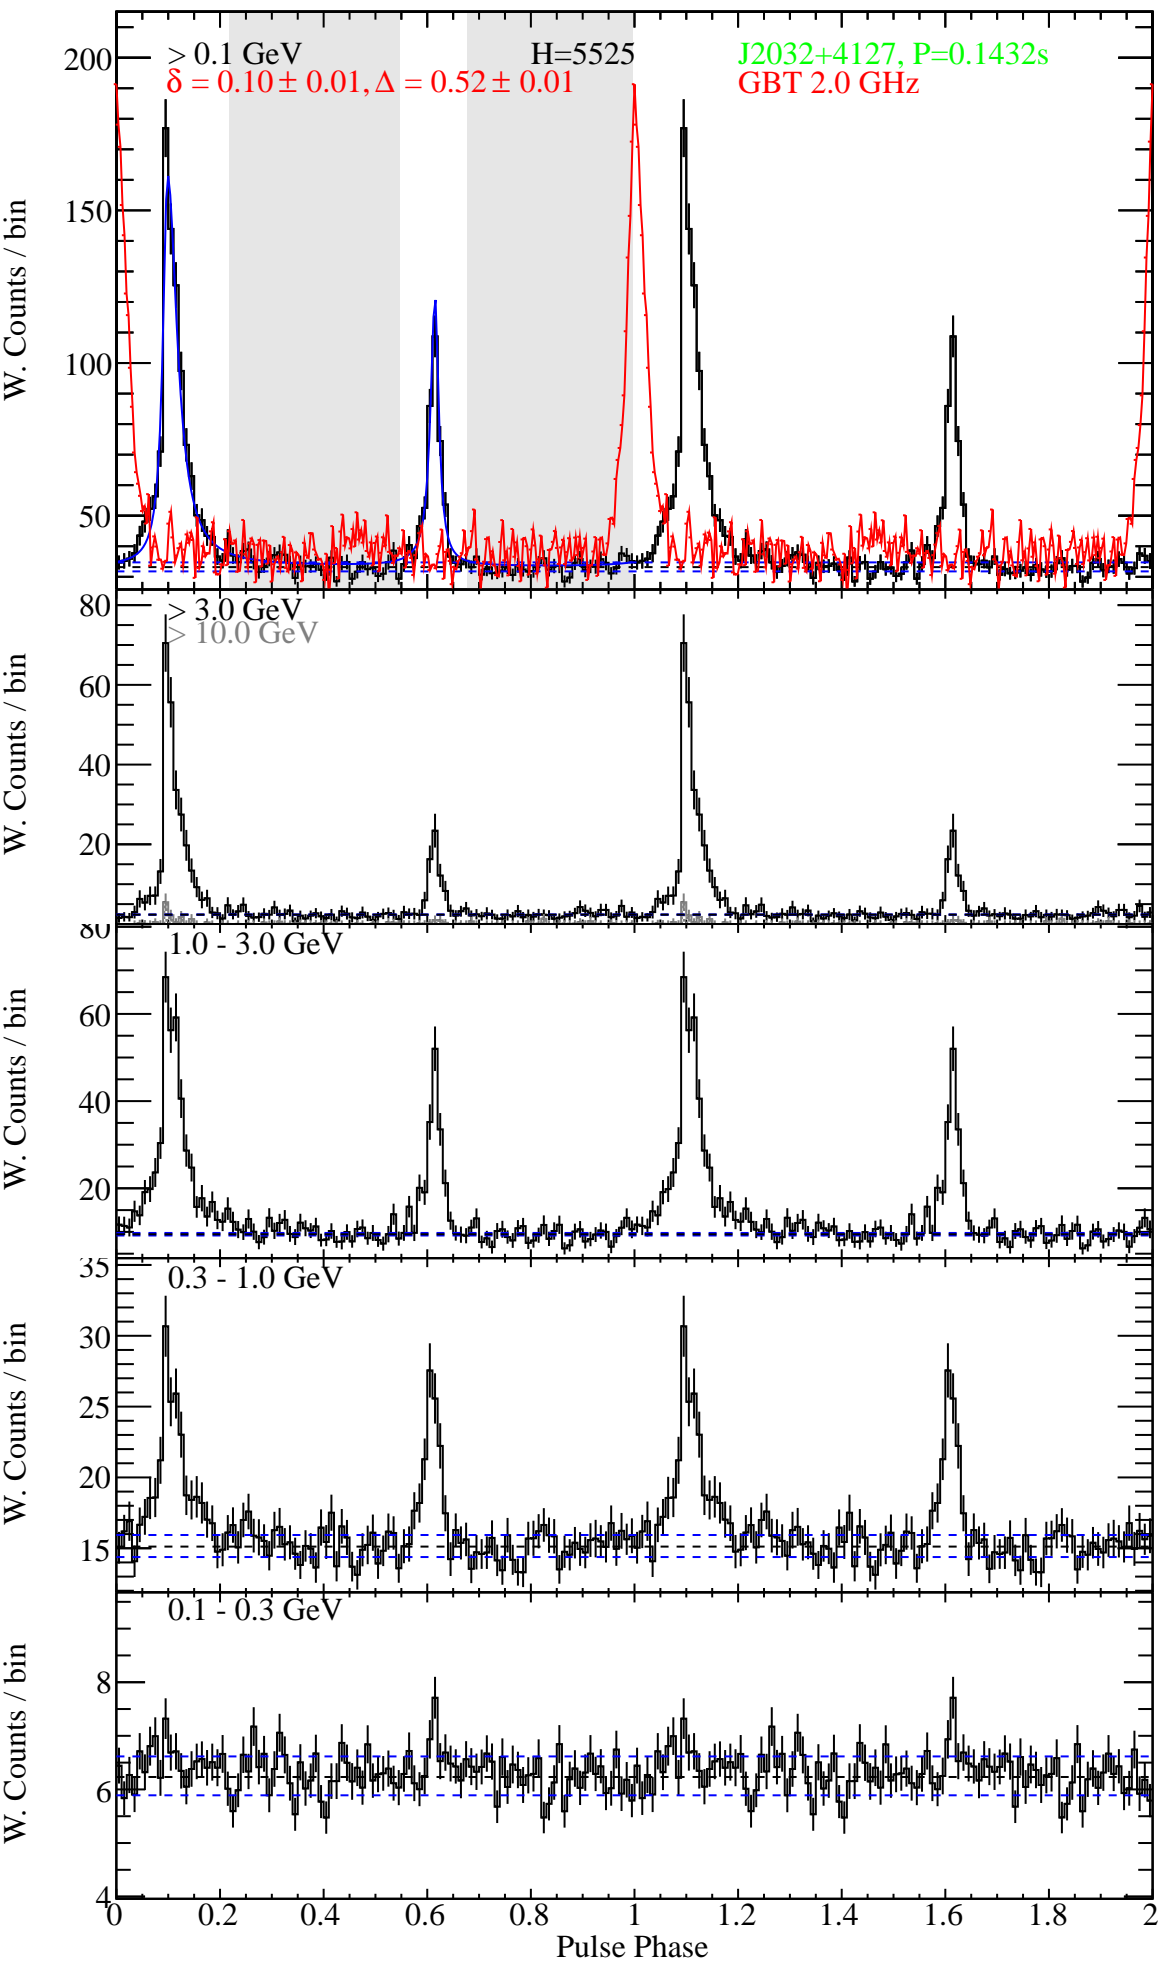 > 0.1 GeV H=5525 J2032+4127, P=0.1432s
δ = 0.10 ± 0.01, Δ = 0.52 ± 0.01 GBT 2.0 GHz
200
150
100
50
W. Counts / bin
> 3.0 GeV
> 10.0 GeV
80
60
40
20
W. Counts / bin
1.0 - 3.0 GeV
80
60
40
20
W. Counts / bin
0.3 - 1.0 GeV
35
30
25
20
15
W. Counts / bin
0.1 - 0.3 GeV
8
6
4
W. Counts / bin
0 0.2 0.4 0.6 0.8 1 1.2 1.4 1.6 1.8 2
Pulse Phase